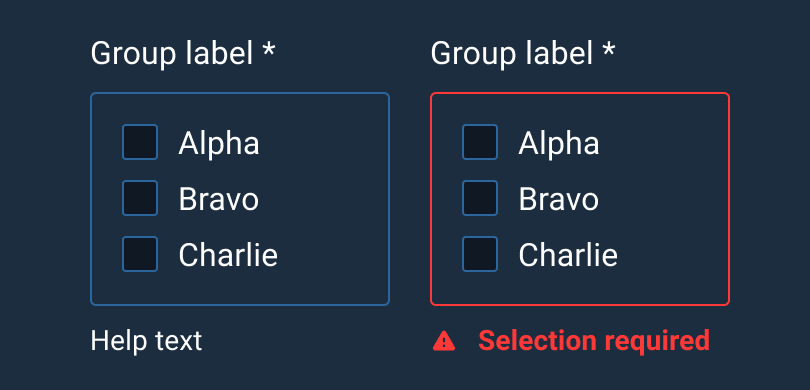 Group label *
Alpha
Bravo
Charlie
Help text
Group label *
Alpha
Bravo
Charlie
Selection required